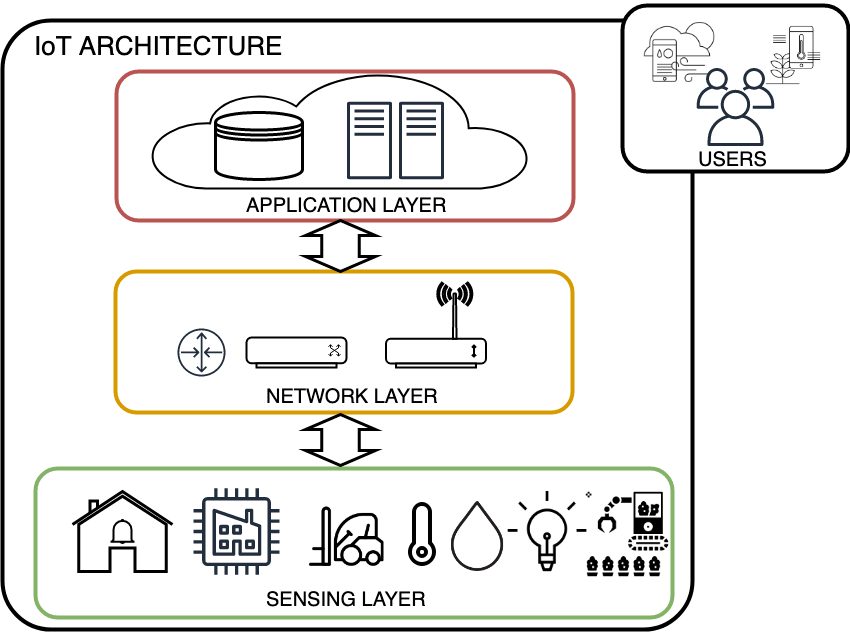 IoT ARCHITECTURE
USERS
APPLICATION LAYER
NETWORK LAYER
SENSING LAYER